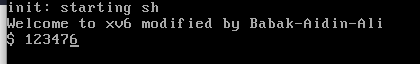 init: starting sh
Welcome to xv6 modified by Babak-Aidin-Ali
$ 123476